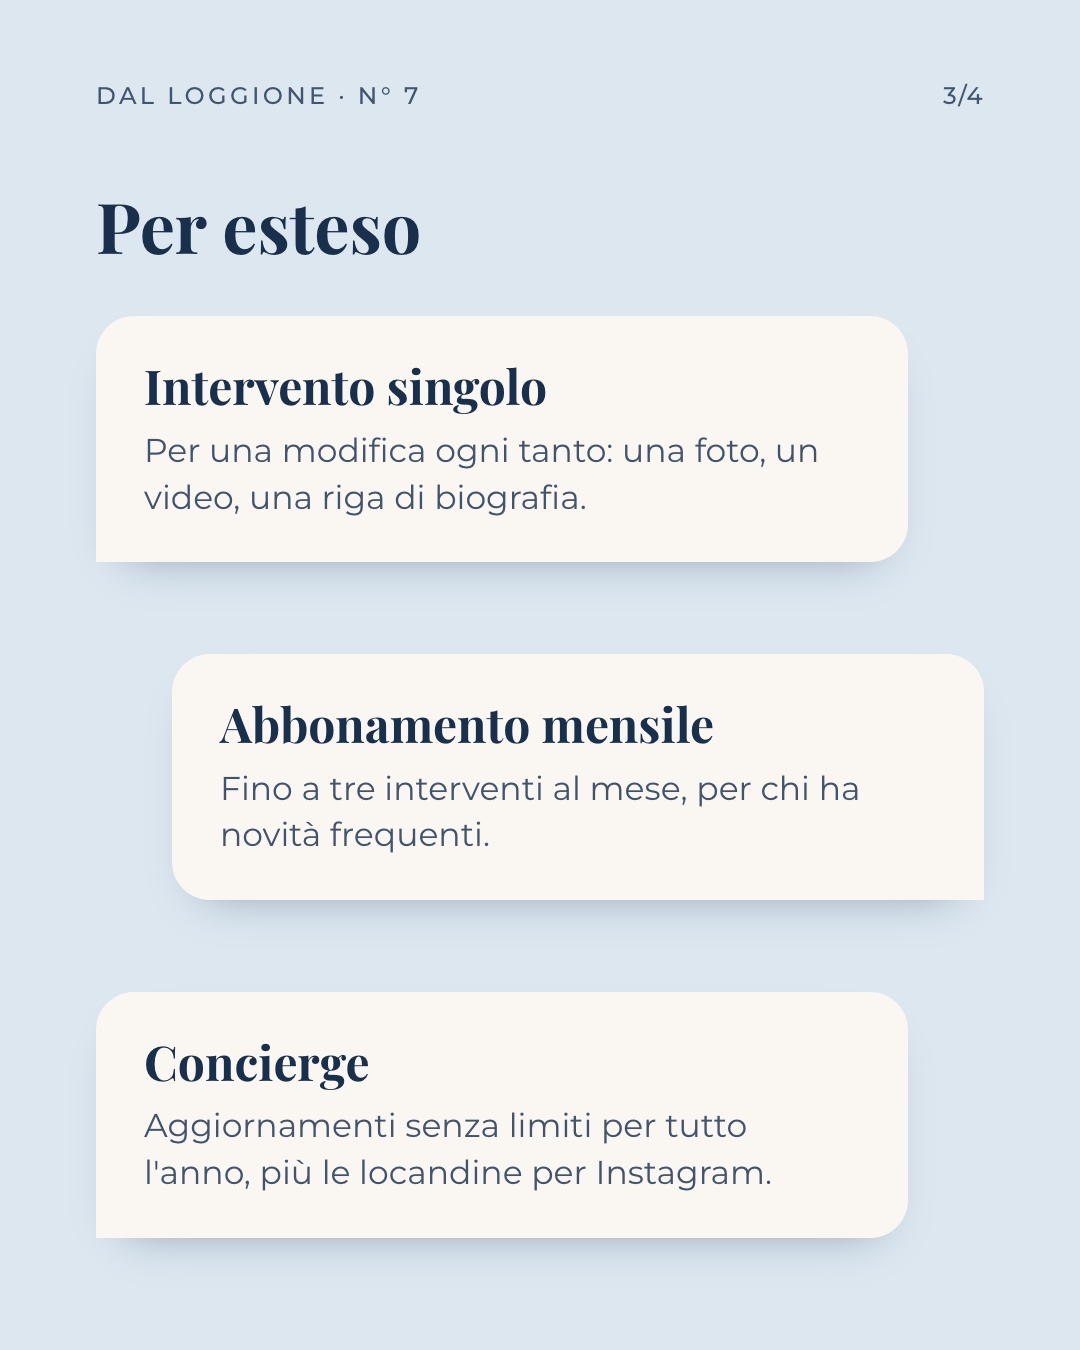 DAL LOGGIONE · N° 7
3/4
Per esteso
Intervento singolo
Per una modifica ogni tanto: una foto, un
video, una riga di biografia.
Abbonamento mensile
Fino a tre interventi al mese, per chi ha
novità frequenti.
Concierge
Aggiornamenti senza limiti per tutto
l'anno, più le locandine per Instagram.